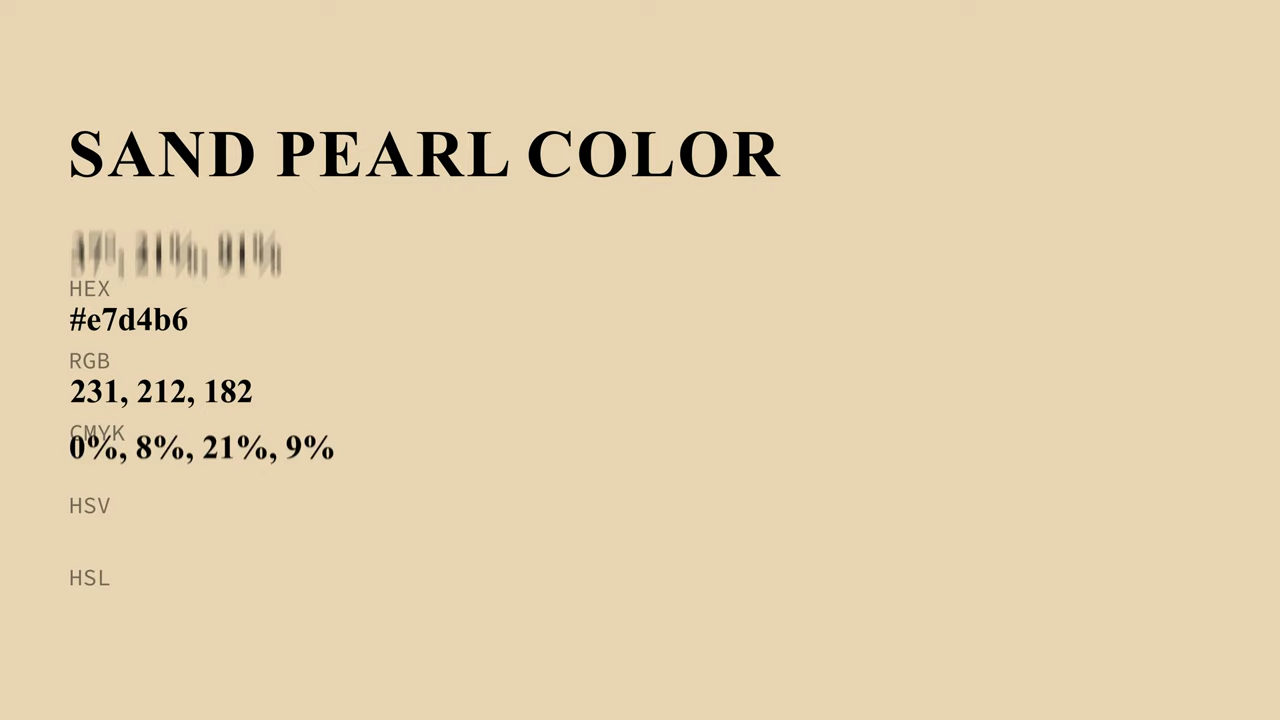 SAND PEARL COLOR
HEX
#e7d4b6
RGB
231, 212, 182
CMYK
0%, 8%, 21%, 9%
HSV
HSL